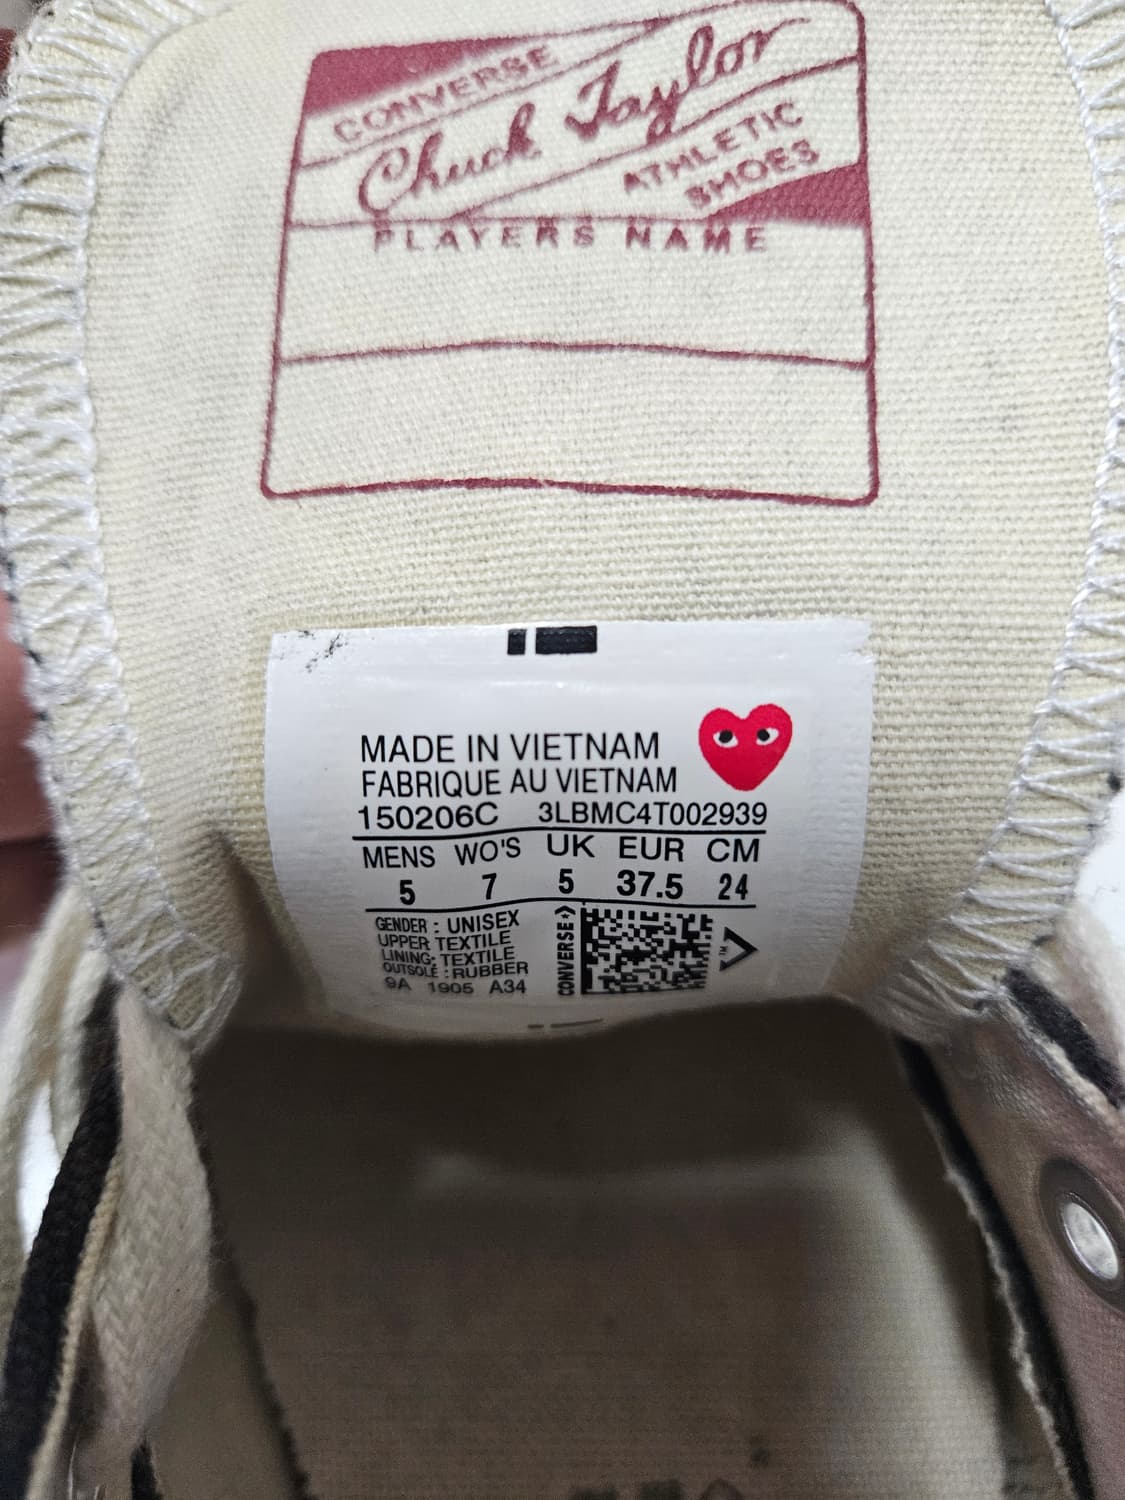 CONVERSE
Chuck Taylor
ATHLETIC
SHOES
PLAYERS NAME
MADE IN VIETNAM
FABRIQUE AU VIETNAM
150206C 3LBMC4T002939
MENS WO'S UK EUR CM
5 7 5 37.5 24
GENDER : UNISEX
UPPER TEXTILE
LINING: TEXTILE
OUTSOLE : RUBBER
9A 1905 A34
CONVERSE
TM